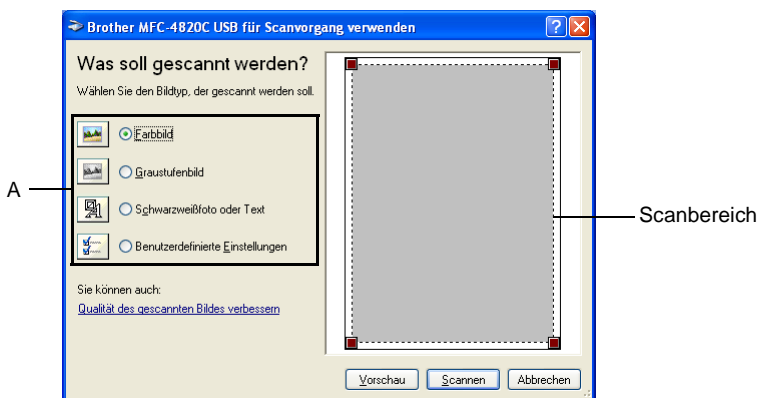 Brother MFC-4820C USB für Scanvorgang verwenden
Was soll gescannt werden?
Wählen Sie den Bildtyp, der gescannt werden soll.
Farbbild
A
Graustufenbild
Schwarzweißfoto oder Text
Benutzerdefinierte Einstellungen
Sie können auch:
Qualität des gescannten Bildes verbessern
Scanbereich
Vorschau
Scannen
Abbrechen